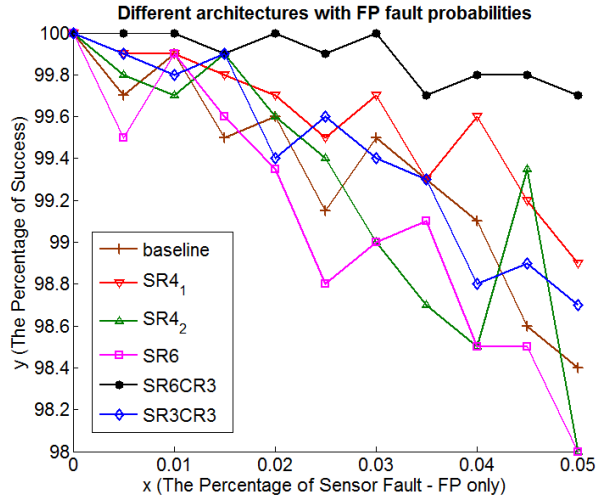 Different architectures with FP fault probabilities
y (The Percentage of Success)
100
99.8
99.6
99.4
99.2
99
98.8
98.6
98.4
98.2
98
baseline
SR4₁
SR4₂
SR6
SR6CR3
SR3CR3
0 0.01 0.02 0.03 0.04 0.05
x (The Percentage of Sensor Fault - FP only)